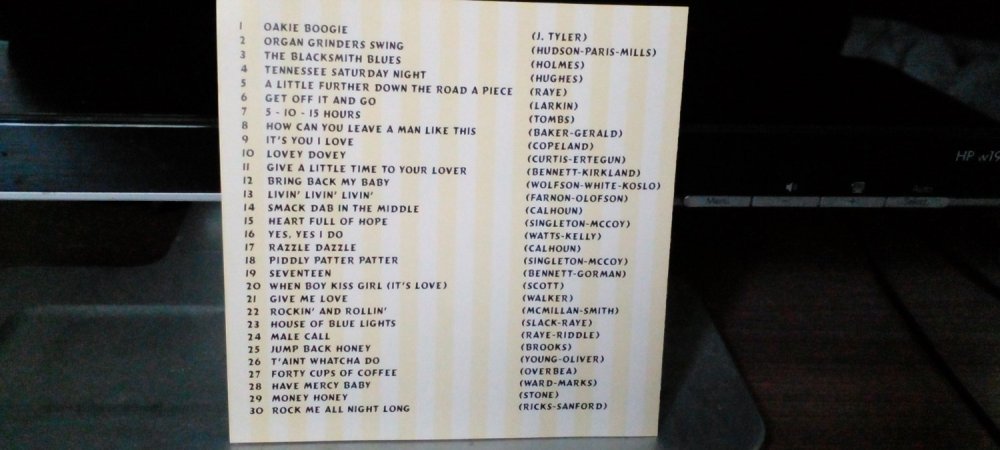 1 OAKIE BOOGIE (J. TYLER)
2 ORGAN GRINDERS SWING (HUDSON-PARIS-MILLS)
3 THE BLACKSMITH BLUES (HOLMES)
4 TENNESSEE SATURDAY NIGHT (HUGHES)
5 A LITTLE FURTHER DOWN THE ROAD A PIECE (RAYE)
6 GET OFF IT AND GO (LARKIN)
7 5 - 10 - 15 HOURS (TOMBS)
8 HOW CAN YOU LEAVE A MAN LIKE THIS (BAKER-GERALD)
9 IT'S YOU I LOVE (COPELAND)
10 LOVEY DOVEY (CURTIS-ERTEGUN)
11 GIVE A LITTLE TIME TO YOUR LOVER (BENNETT-KIRKLAND)
12 BRING BACK MY BABY (WOLFSON-WHITE-KOSLO)
13 LIVIN' LIVIN' LIVIN' (FARNON-OLOFSON)
14 SMACK DAB IN THE MIDDLE (CALHOUN)
15 HEART FULL OF HOPE (SINGLETON-MCCOY)
16 YES, YES I DO (WATTS-KELLY)
17 RAZZLE DAZZLE (CALHOUN)
18 PIDDLY PATTER PATTER (SINGLETON-MCCOY)
19 SEVENTEEN (BENNETT-GORMAN)
20 WHEN BOY KISS GIRL (IT'S LOVE) (SCOTT)
21 GIVE ME LOVE (WALKER)
22 ROCKIN' AND ROLLIN' (MCMILLAN-SMITH)
23 HOUSE OF BLUE LIGHTS (SLACK-RAYE)
24 MALE CALL (RAYE-RIDDLE)
25 JUMP BACK HONEY (BROOKS)
26 T'AINT WHATCHA DO (YOUNG-OLIVER)
27 FORTY CUPS OF COFFEE (OVERBEA)
28 HAVE MERCY BABY (WARD-MARKS)
29 MONEY HONEY (STONE)
30 ROCK ME ALL NIGHT LONG (RICKS-SANFORD)
HP w19
Menu - + Select
Auto